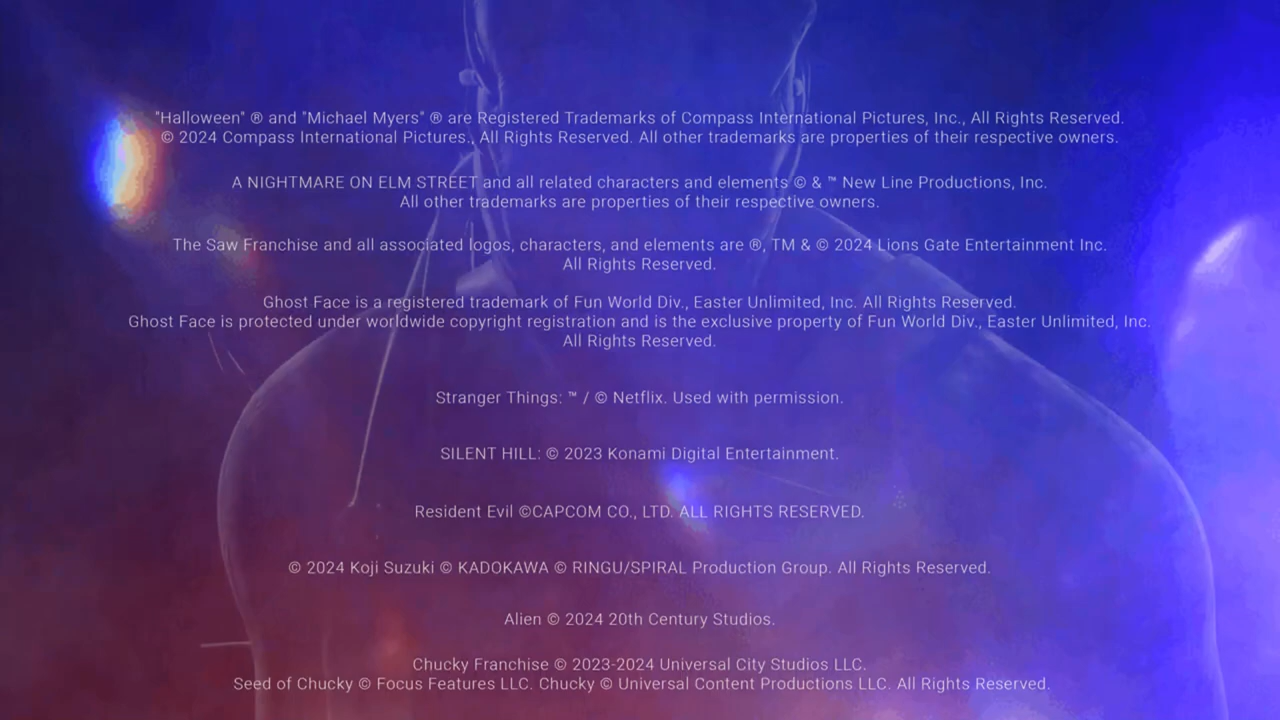 "Halloween" ® and "Michael Myers" ® are Registered Trademarks of Compass International Pictures, Inc., All Rights Reserved.
© 2024 Compass International Pictures., All Rights Reserved. All other trademarks are properties of their respective owners.
A NIGHTMARE ON ELM STREET and all related characters and elements © & ™ New Line Productions, Inc.
All other trademarks are properties of their respective owners.
The Saw Franchise and all associated logos, characters, and elements are ®, TM & © 2024 Lions Gate Entertainment Inc.
All Rights Reserved.
Ghost Face is a registered trademark of Fun World Div., Easter Unlimited, Inc. All Rights Reserved.
Ghost Face is protected under worldwide copyright registration and is the exclusive property of Fun World Div., Easter Unlimited, Inc.
All Rights Reserved.
Stranger Things: ™ / © Netflix. Used with permission.
SILENT HILL: © 2023 Konami Digital Entertainment.
Resident Evil ©CAPCOM CO., LTD. ALL RIGHTS RESERVED.
© 2024 Koji Suzuki © KADOKAWA © RINGU/SPIRAL Production Group. All Rights Reserved.
Alien © 2024 20th Century Studios.
Chucky Franchise © 2023-2024 Universal City Studios LLC.
Seed of Chucky © Focus Features LLC. Chucky © Universal Content Productions LLC. All Rights Reserved.